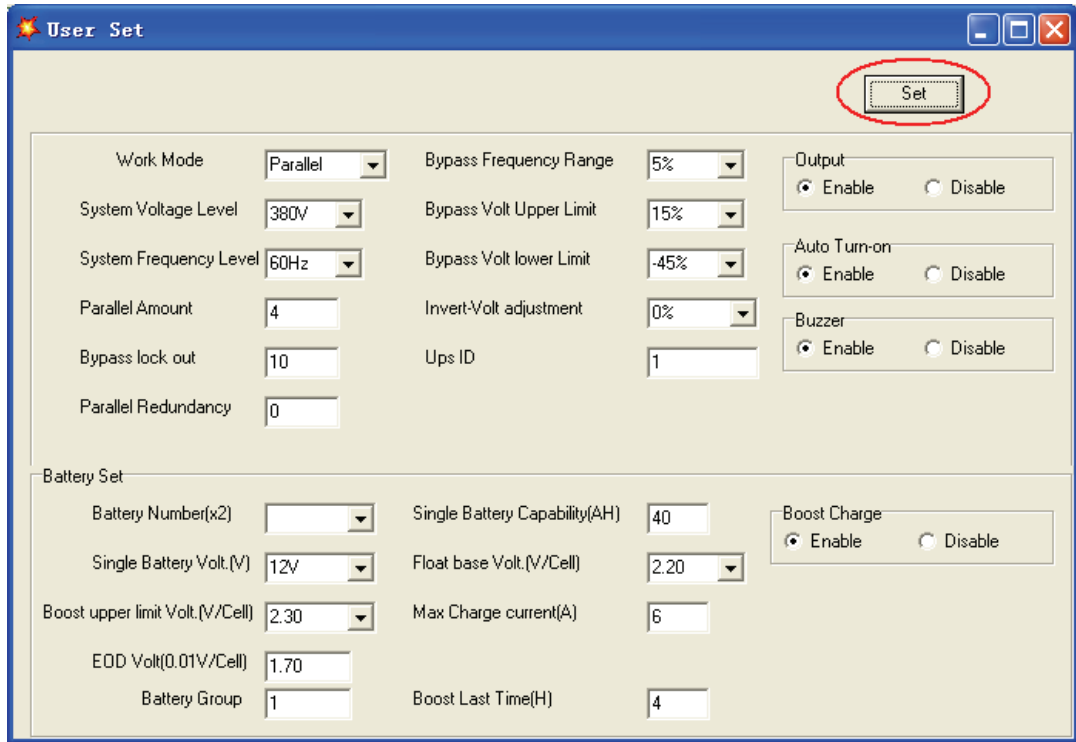 User Set
Set
Work Mode Parallel Bypass Frequency Range 5% Output
Enable Disable
System Voltage Level 380V Bypass Volt Upper Limit 15%
Auto Turn-on
System Frequency Level 60Hz Bypass Volt lower Limit -45% Enable Disable
Parallel Amount 4 Invert-Volt adjustment 0%
Buzzer
Bypass lock out 10 Ups ID 1 Enable Disable
Parallel Redundancy 0
Battery Set
Battery Number(x2) Single Battery Capability(AH) 40 Boost Charge
Enable Disable
Single Battery Volt.(V) 12V Float base Volt.(V/Cell) 2.20
Boost upper limit Volt.(V/Cell) 2.30 Max Charge current(A) 6
EOD Volt(0.01V/Cell) 1.70
Battery Group 1 Boost Last Time(H) 4